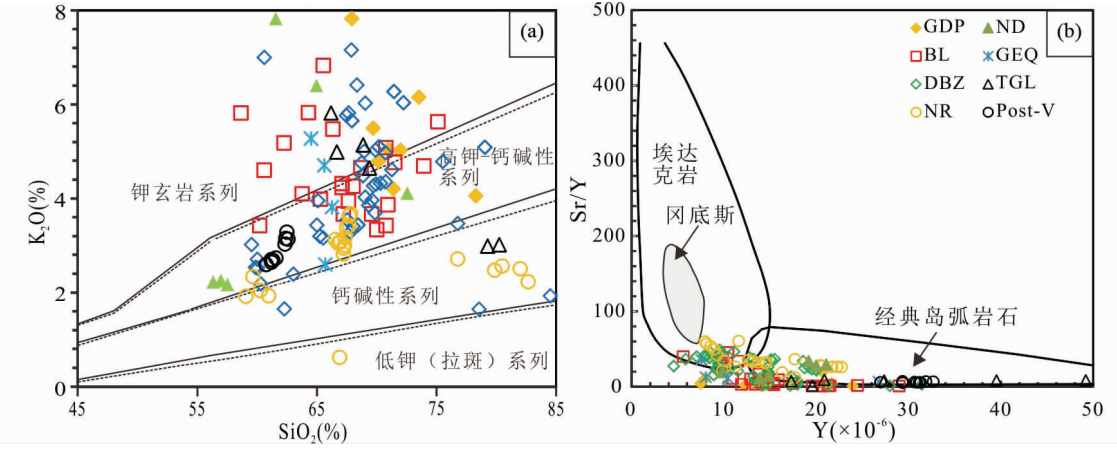 (a)
8
6
4
2
0
K₂O(%)
钾玄岩系列
高钾-钙碱性
系列
钙碱性系列
低钾（拉斑）系列
45
55
65
75
85
SiO₂(%)
(b)
500
400
300
200
100
0
Sr/Y
GDP
ND
BL
GEQ
DBZ
TGL
NR
Post-V
埃达
克岩
冈底斯
经典岛弧岩石
0
10
20
30
40
50
Y(×10⁻⁶)